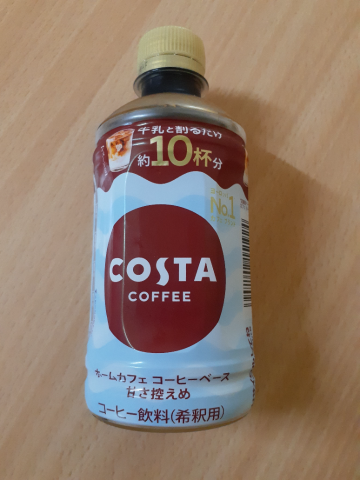 牛乳と割るだけ
約10杯分
No.1
COSTA
COFFEE
ホームカフェ コーヒーベース
甘さ控えめ
コーヒー飲料(希釈用)